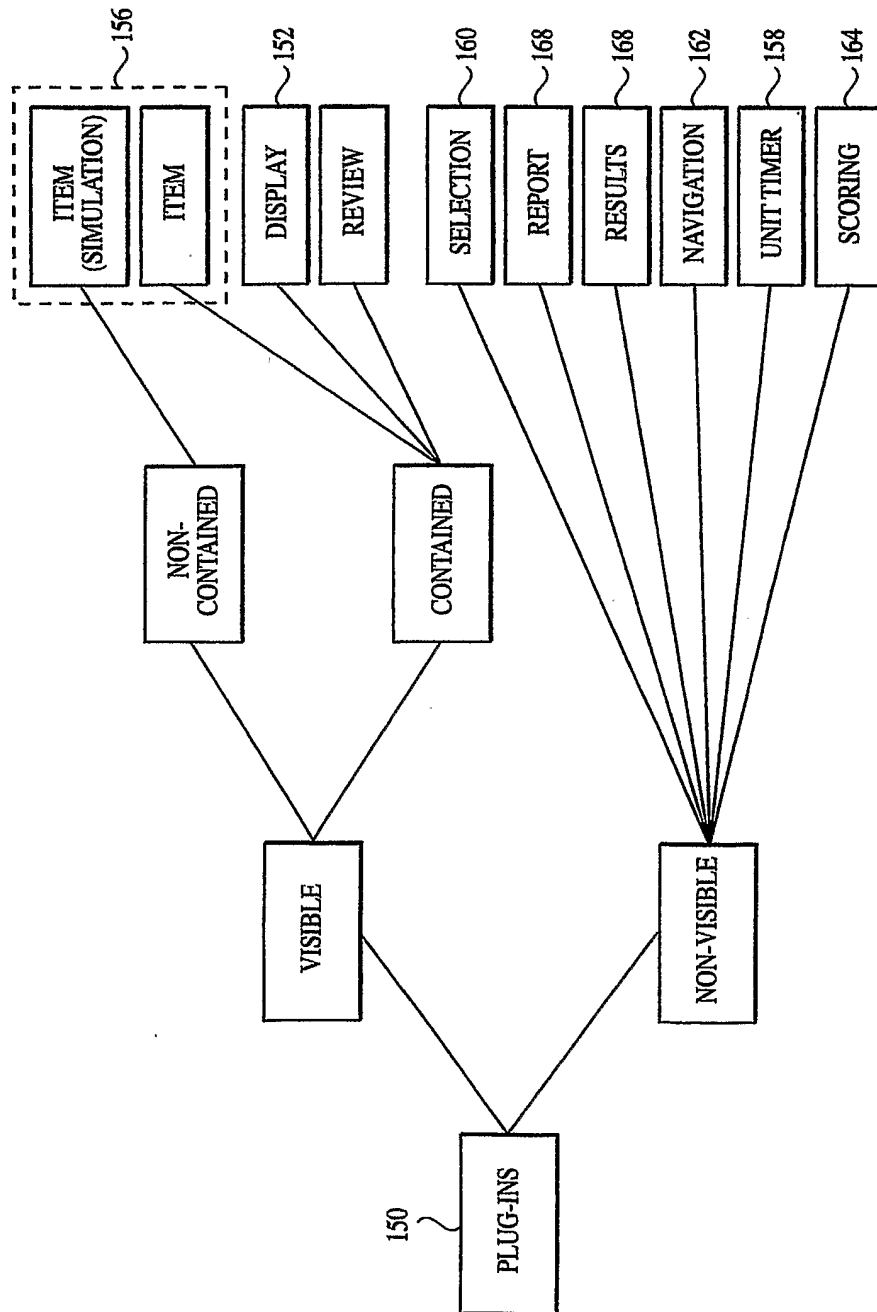 156
ITEM
(SIMULATION)
ITEM
152
DISPLAY
REVIEW
160
SELECTION
168
REPORT
168
RESULTS
162
NAVIGATION
158
UNIT TIMER
164
SCORING
NON-
CONTAINED
CONTAINED
VISIBLE
NON-VISIBLE
150
PLUG-INS